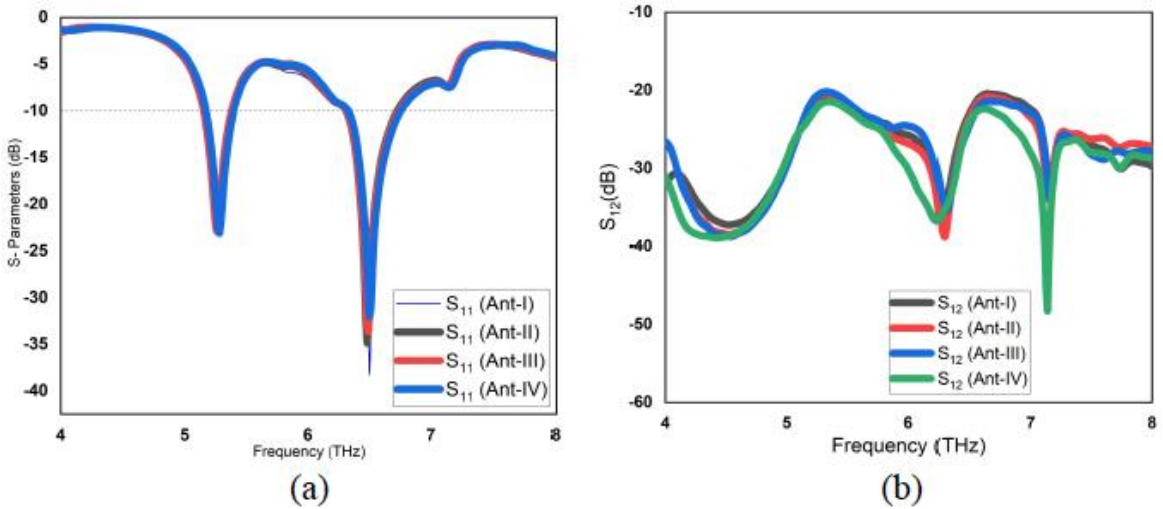 0
-5
-10
-15
-20
-25
-30
-35
-40
S- Parameters (dB)
S₁₁ (Ant-I)
S₁₁ (Ant-II)
S₁₁ (Ant-III)
S₁₁ (Ant-IV)
4 5 6 7 8
Frequency (THz)
(a)
-10
-20
-30
-40
-50
-60
S₁₂(dB)
S₁₂ (Ant-I)
S₁₂ (Ant-II)
S₁₂ (Ant-III)
S₁₂ (Ant-IV)
4 5 6 7 8
Frequency (THz)
(b)